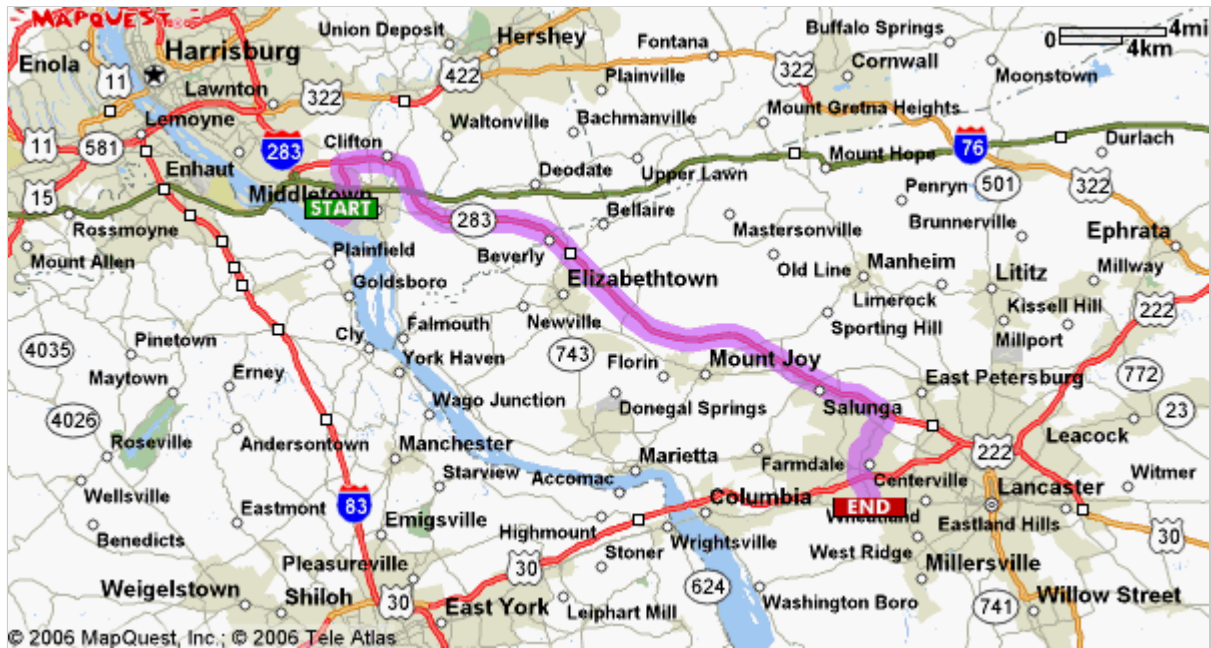 MAPQUEST
Union Deposit
Hershey
Fontana
Buffalo Springs
0
4mi
4km
Harrisburg
Enola
11
Plainville
322
Cornwall
Moonstown
422
Lawnton
322
Mount Gretna Heights
Lemoyne
Waltonville
Bachmanville
11
581
283
Clifton
76
Durlach
Enhaut
Mount Hope
15
Middletown
Deodate
Upper Lawn
Penryn
501
322
START
Rossmoyne
283
Bellaire
Mastersonville
Brunnerville
Ephrata
Mount Allen
Plainfield
Beverly
Old Line
Manheim
Lititz
Millway
Goldsboro
Elizabethtown
Limerock
Kissell Hill
222
Newville
Sporting Hill
Millport
4035
Pinetown
Cly
Falmouth
743
Florin
Mount Joy
York Haven
East Petersburg
772
Maytown
Erney
Wago Junction
Donegal Springs
Salunga
23
4026
Roseville
Andersontown
Manchester
Marietta
Farmdale
222
Leacock
Starview
Accomac
Centerville
Witmer
Wellsville
83
Columbia
END
Lancaster
Eastmont
Emigsville
Highmount
Wheatland
Eastland Hills
30
Benedicts
Stoner
Wrightsville
West Ridge
Pleasureville
30
Millersville
Weigelstown
Shiloh
30
East York
Leiphart Mill
624
Washington Boro
741
Willow Street
© 2006 MapQuest, Inc.; © 2006 Tele Atlas